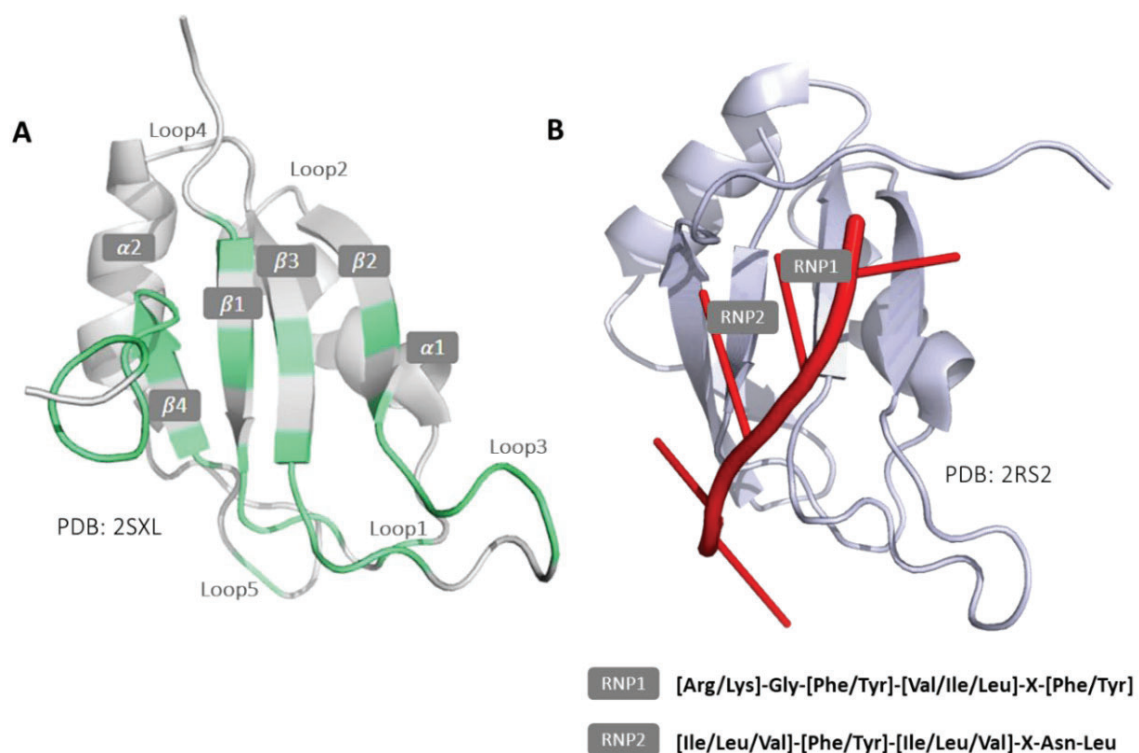 A
Loop4
Loop2
α2
β3
β2
β1
α1
β4
Loop3
PDB: 2SXL
Loop1
Loop5
B
RNP1
RNP2
PDB: 2RS2
RNP1 [Arg/Lys]-Gly-[Phe/Tyr]-[Val/Ile/Leu]-X-[Phe/Tyr]
RNP2 [Ile/Leu/Val]-[Phe/Tyr]-[Ile/Leu/Val]-X-Asn-Leu